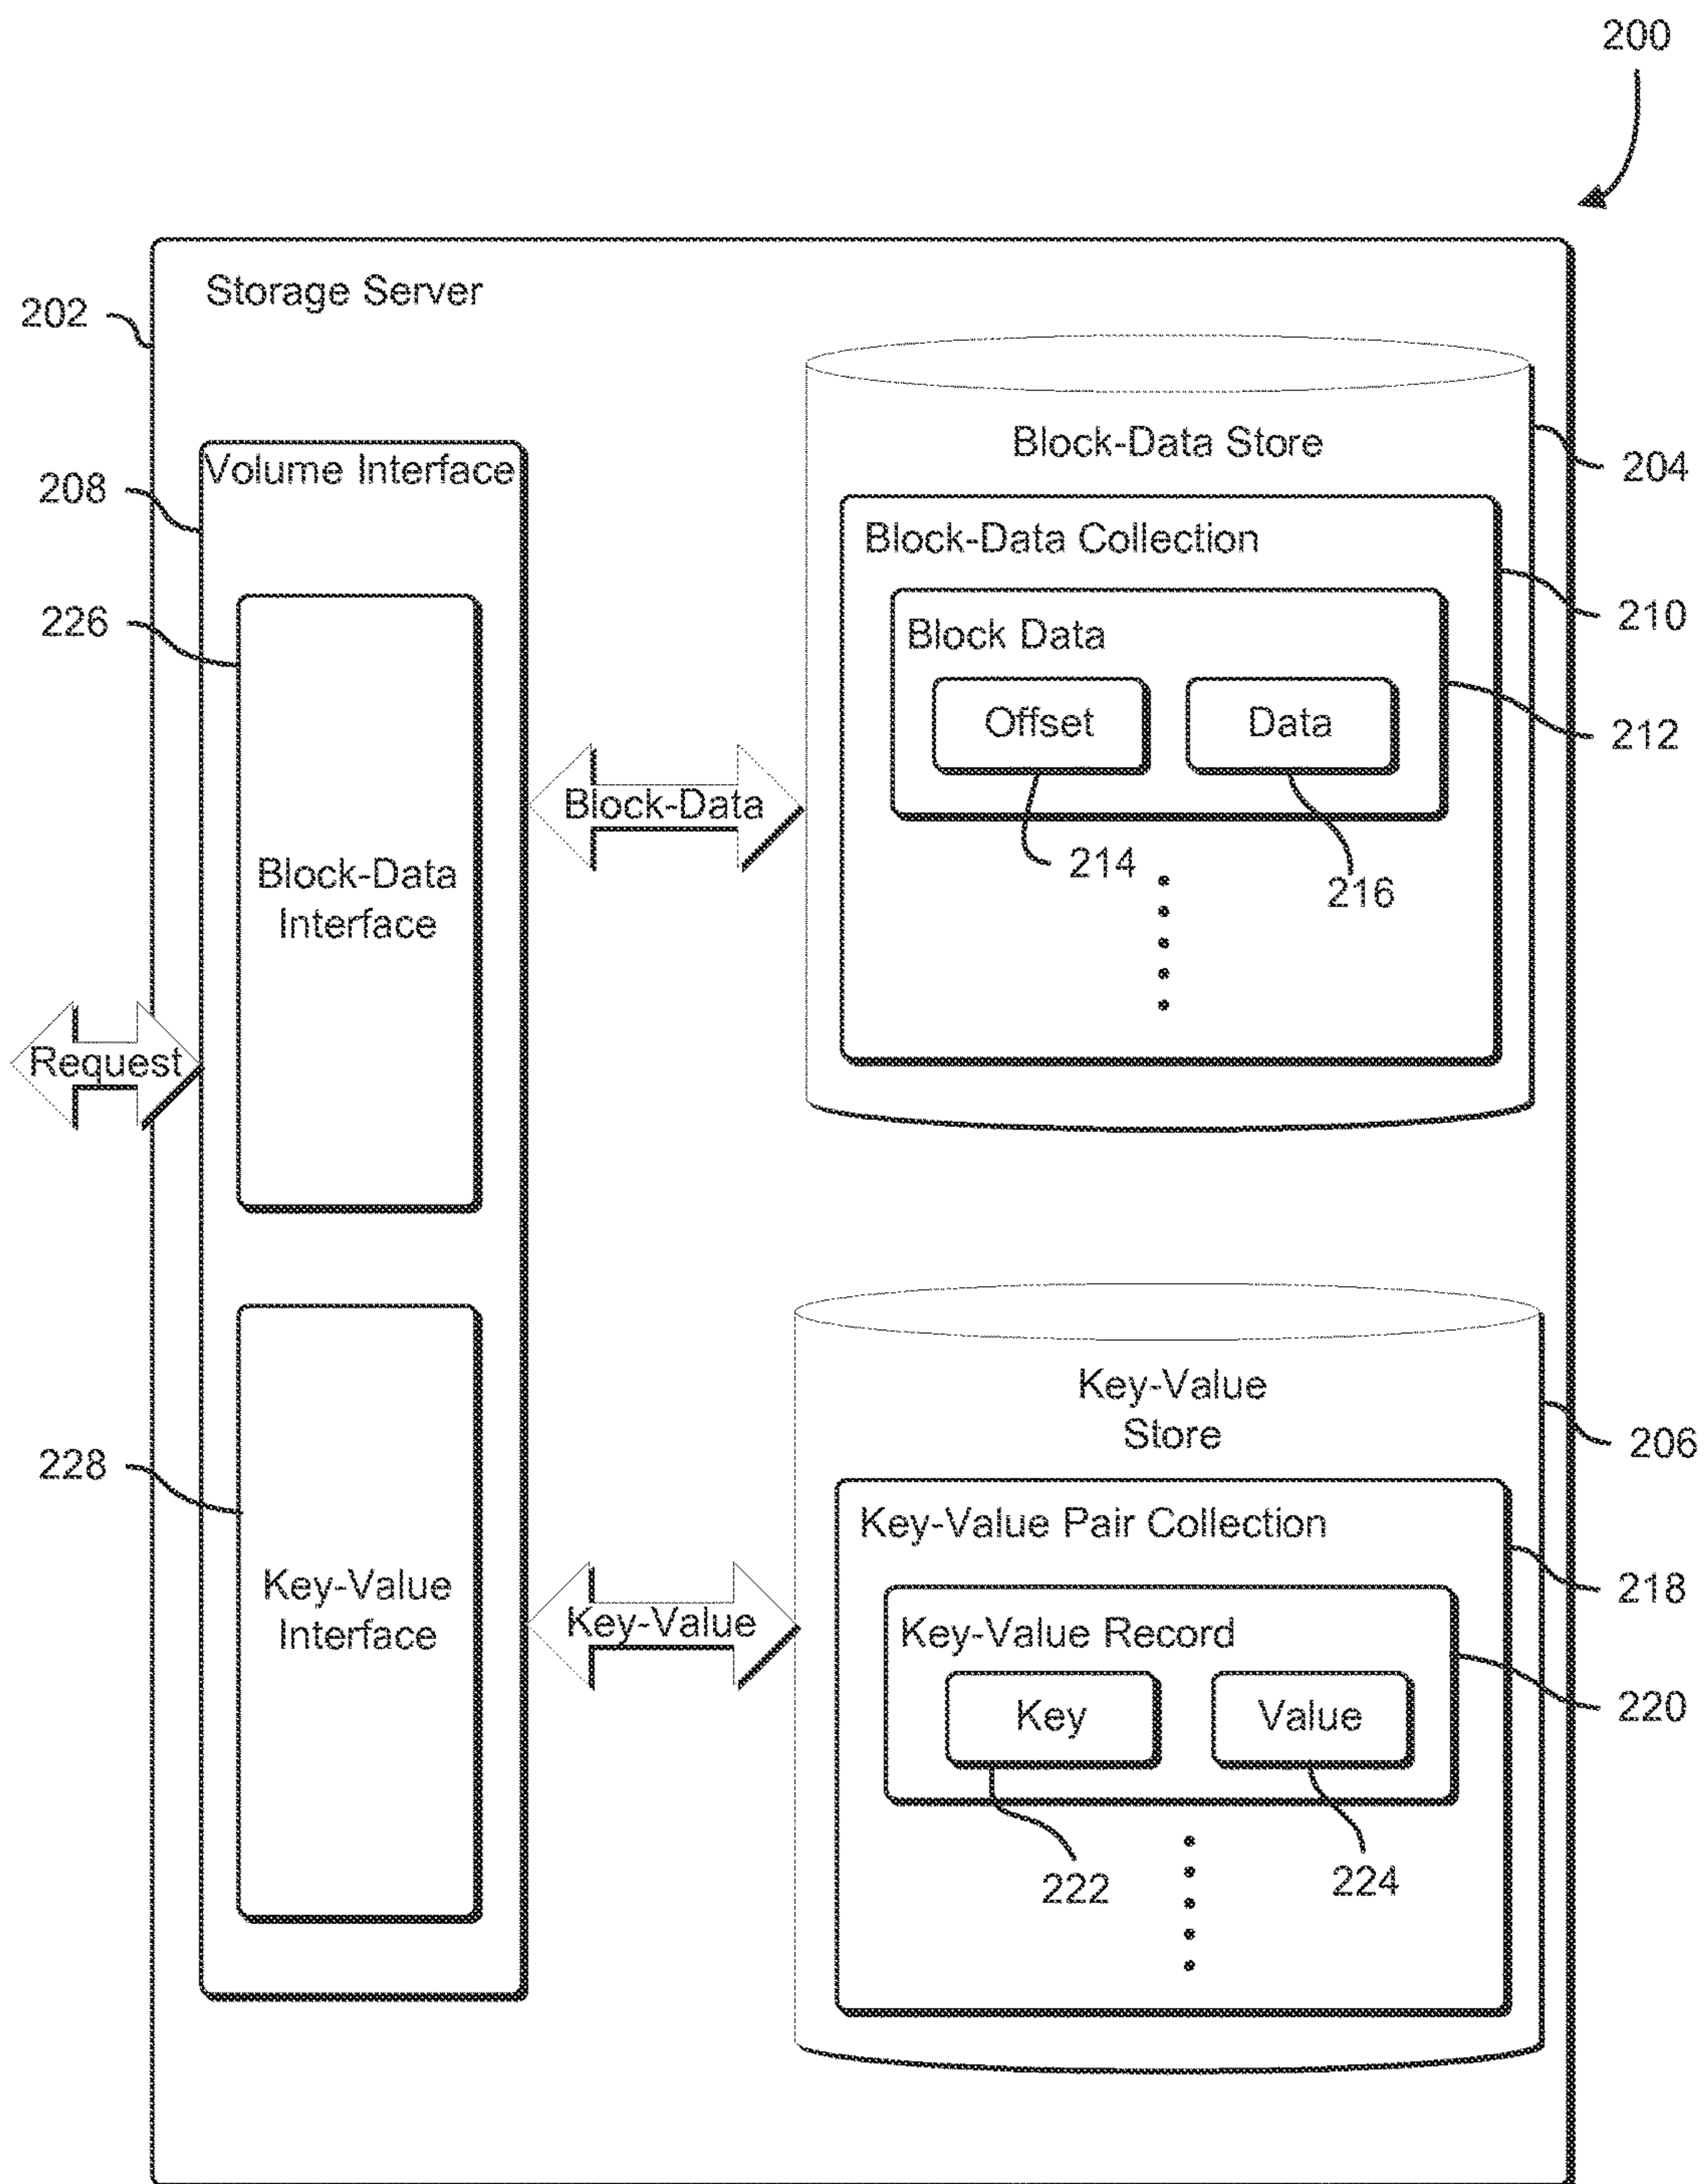 200
Storage Server
202
Block-Data Store
204
Volume Interface
208
Block-Data Collection
210
226
Block Data
Offset
Data
212
Block-Data
214
216
Block-Data
Interface
Request
Key-Value
Store
206
228
Key-Value Pair Collection
218
Key-Value
Interface
Key-Value
Key-Value Record
220
Key
Value
222
224